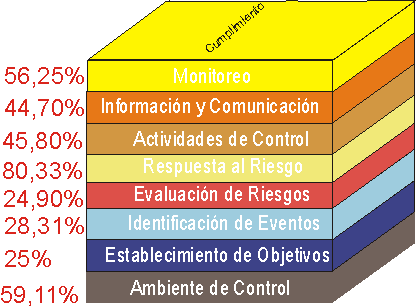 Cumplimiento
56,25% Monitoreo
44,70% Información y Comunicación
45,80% Actividades de Control
80,33% Respuesta al Riesgo
24,90% Evaluación de Riesgos
28,31% Identificación de Eventos
25% Establecimiento de Objetivos
59,11% Ambiente de Control